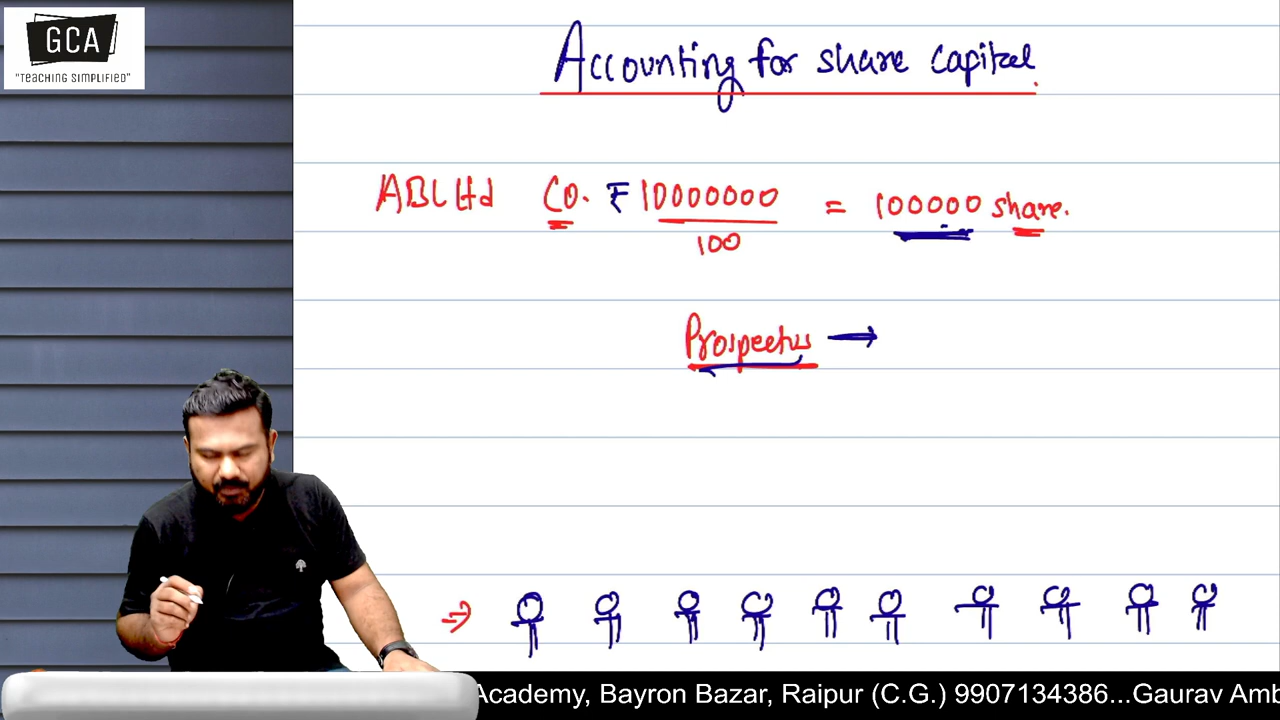 GCA
"TEACHING SIMPLIFIED"
Accounting for share capital
ABC Ltd CO. ₹ 10000000 = 100000 share.
100
Prospectus →
Academy, Bayron Bazar, Raipur (C.G.) 9907134386...Gaurav Amb